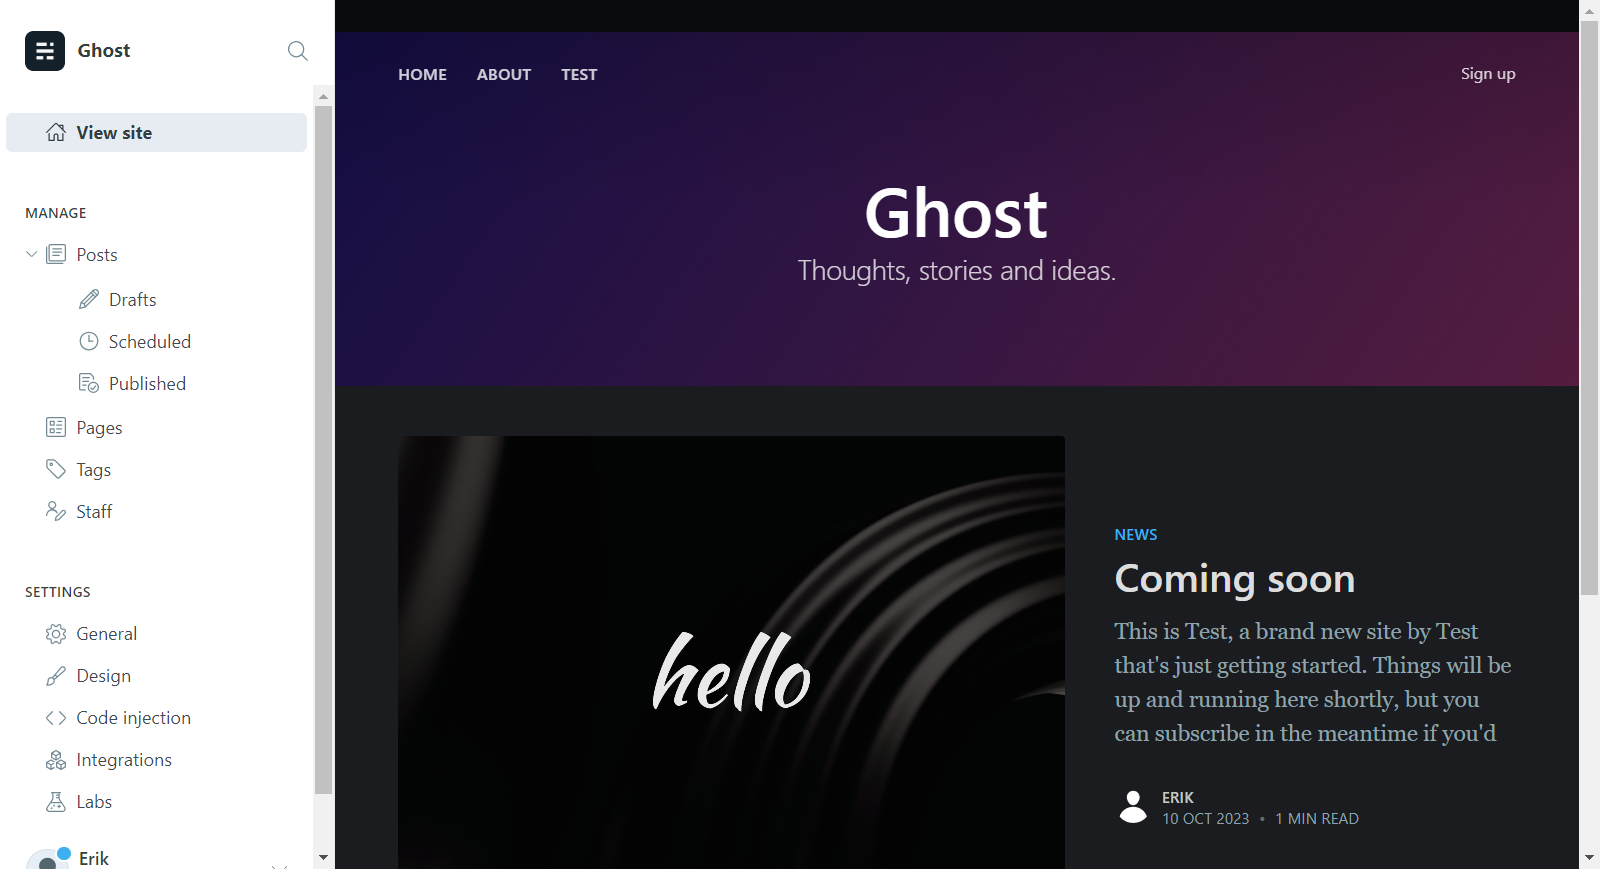 Ghost
View site
MANAGE
Posts
Drafts
Scheduled
Published
Pages
Tags
Staff
SETTINGS
General
Design
Code injection
Integrations
Labs
Erik
HOME ABOUT TEST
Sign up
Ghost
Thoughts, stories and ideas.
hello
NEWS
Coming soon
This is Test, a brand new site by Test
that's just getting started. Things will be
up and running here shortly, but you
can subscribe in the meantime if you'd
ERIK
10 OCT 2023 • 1 MIN READ